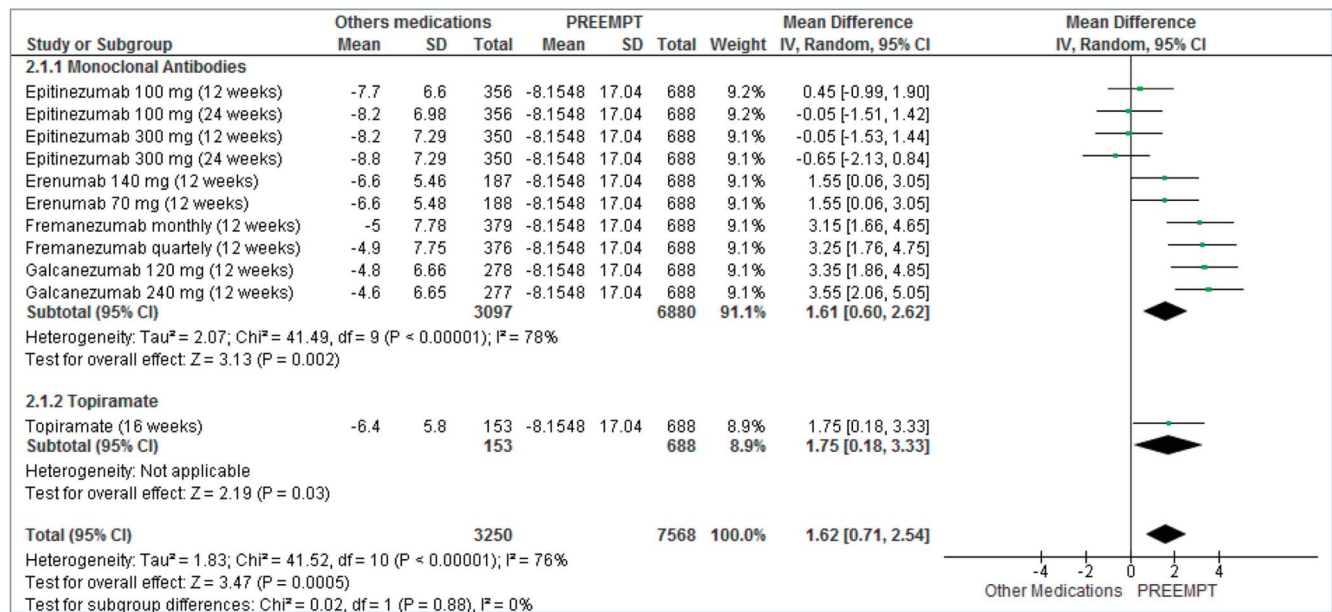 Others medications PREEMPT Mean Difference Mean Difference
Study or Subgroup Mean SD Total Mean SD Total Weight IV, Random, 95% CI IV, Random, 95% CI
2.1.1 Monoclonal Antibodies
Epitinezumab 100 mg (12 weeks) -7.7 6.6 356 -8.1548 17.04 688 9.2% 0.45 [-0.99, 1.90]
Epitinezumab 100 mg (24 weeks) -8.2 6.98 356 -8.1548 17.04 688 9.2% -0.05 [-1.51, 1.42]
Epitinezumab 300 mg (12 weeks) -8.2 7.29 350 -8.1548 17.04 688 9.1% -0.05 [-1.53, 1.44]
Epitinezumab 300 mg (24 weeks) -8.8 7.29 350 -8.1548 17.04 688 9.1% -0.65 [-2.13, 0.84]
Erenumab 140 mg (12 weeks) -6.6 5.46 187 -8.1548 17.04 688 9.1% 1.55 [0.06, 3.05]
Erenumab 70 mg (12 weeks) -6.6 5.48 188 -8.1548 17.04 688 9.1% 1.55 [0.06, 3.05]
Fremanezumab monthly (12 weeks) -5 7.78 379 -8.1548 17.04 688 9.1% 3.15 [1.66, 4.65]
Fremanezumab quartely (12 weeks) -4.9 7.75 376 -8.1548 17.04 688 9.1% 3.25 [1.76, 4.75]
Galcanezumab 120 mg (12 weeks) -4.8 6.66 278 -8.1548 17.04 688 9.1% 3.35 [1.86, 4.85]
Galcanezumab 240 mg (12 weeks) -4.6 6.65 277 -8.1548 17.04 688 9.1% 3.55 [2.06, 5.05]
Subtotal (95% CI) 3097 6880 91.1% 1.61 [0.60, 2.62]
Heterogeneity: Tau² = 2.07; Chi² = 41.49, df = 9 (P < 0.00001); I² = 78%
Test for overall effect: Z = 3.13 (P = 0.002)
2.1.2 Topiramate
Topiramate (16 weeks) -6.4 5.8 153 -8.1548 17.04 688 8.9% 1.75 [0.18, 3.33]
Subtotal (95% CI) 153 688 8.9% 1.75 [0.18, 3.33]
Heterogeneity: Not applicable
Test for overall effect: Z = 2.19 (P = 0.03)
Total (95% CI) 3250 7568 100.0% 1.62 [0.71, 2.54]
Heterogeneity: Tau² = 1.83; Chi² = 41.52, df = 10 (P < 0.00001); I² = 76%
Test for overall effect: Z = 3.47 (P = 0.0005)
Test for subgroup differences: Chi² = 0.02, df = 1 (P = 0.88), I² = 0%
-4 -2 0 2 4
Other Medications PREEMPT